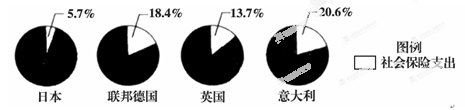 5.7% 18.4% 13.7% 20.6%
图例
社会保险支出
日本 联邦德国 英国 意大利